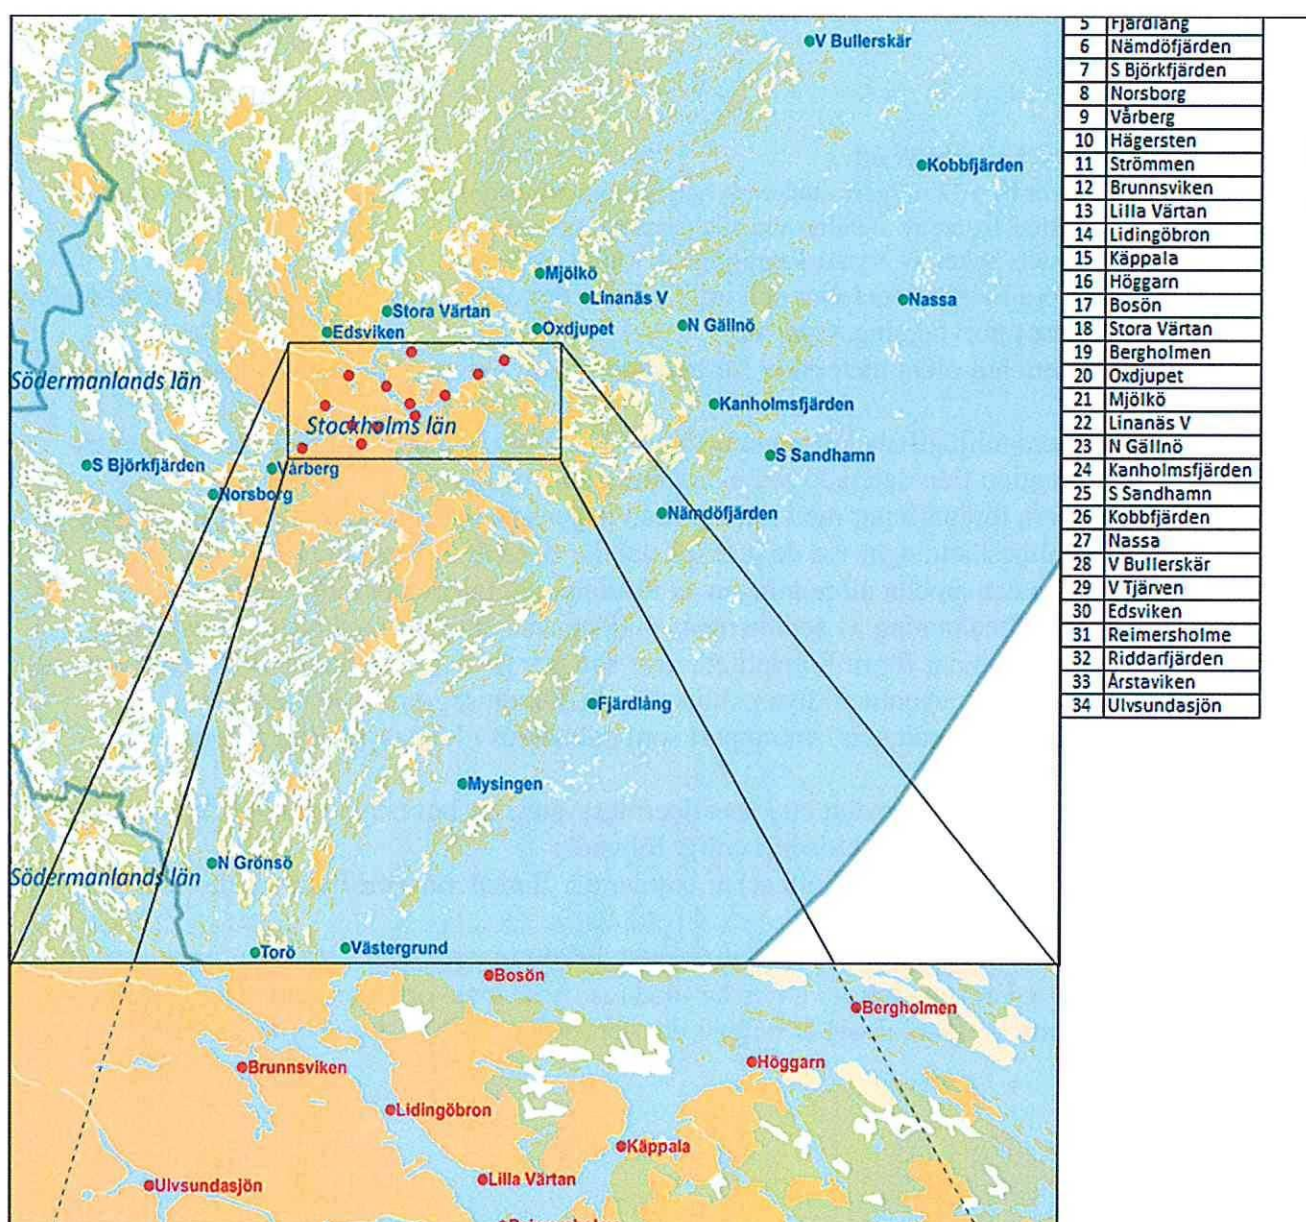 V Bullerskär
Kobbfjärden
Mjölkö
Linanäs V
Nassa
Stora Värtan
Oxdjupet
N Gällnö
Edsviken
Södermanlands län
Kanholmsfjärden
Stockholms län
S Björkfjärden
Vårberg
S Sandhamn
Norsborg
Nämdöfjärden
Fjärdlång
Mysingen
N Grönsö
Södermanlands län
Torö
Västergrund
Bosön
Bergholmen
Brunnsviken
Höggarn
Lidingöbron
Käppala
Lilla Värtan
Ulvsundasjön
5 Fjärdlång
6 Nämdöfjärden
7 S Björkfjärden
8 Norsborg
9 Vårberg
10 Hägersten
11 Strömmen
12 Brunnsviken
13 Lilla Värtan
14 Lidingöbron
15 Käppala
16 Höggarn
17 Bosön
18 Stora Värtan
19 Bergholmen
20 Oxdjupet
21 Mjölkö
22 Linanäs V
23 N Gällnö
24 Kanholmsfjärden
25 S Sandhamn
26 Kobbfjärden
27 Nassa
28 V Bullerskär
29 V Tjärven
30 Edsviken
31 Reimersholme
32 Riddarfjärden
33 Årstaviken
34 Ulvsundasjön